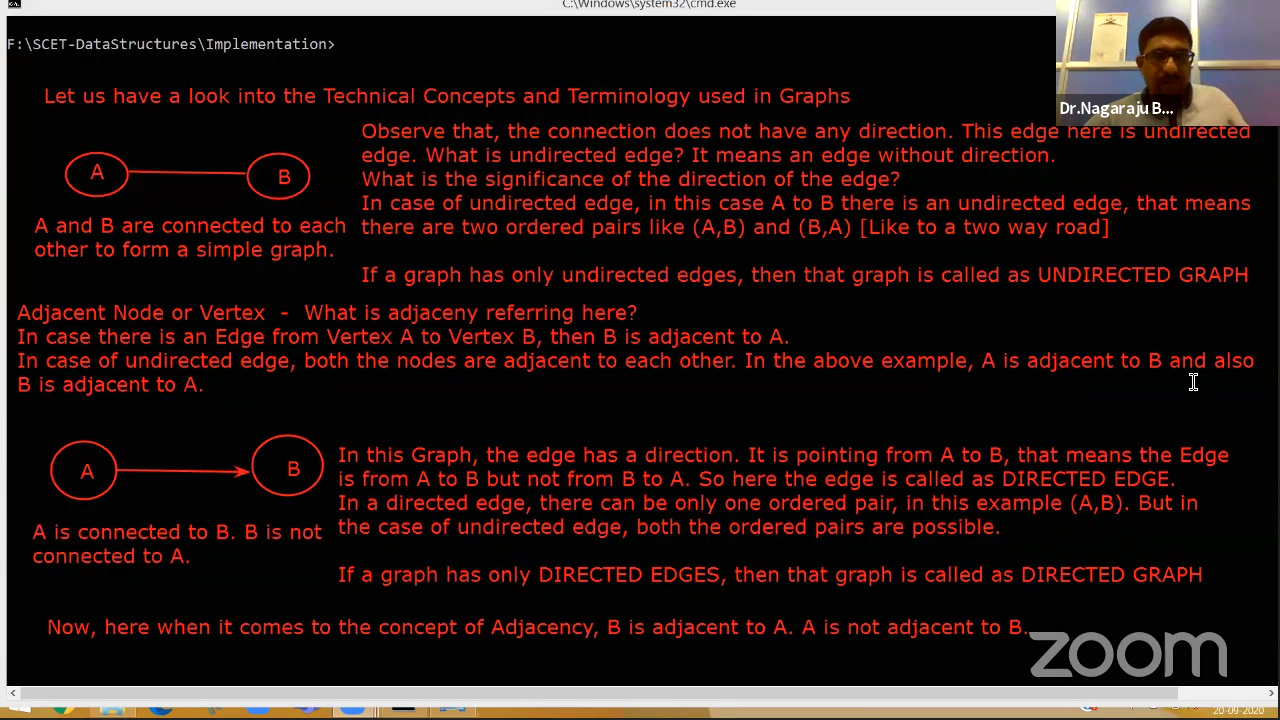 C:\Windows\system32\cmd.exe
F:\SCET-DataStructures\Implementation>
Dr.Nagaraju B...
Let us have a look into the Technical Concepts and Terminology used in Graphs
A
B
A and B are connected to each
other to form a simple graph.
Observe that, the connection does not have any direction. This edge here is undirected
edge. What is undirected edge? It means an edge without direction.
What is the significance of the direction of the edge?
In case of undirected edge, in this case A to B there is an undirected edge, that means
there are two ordered pairs like (A,B) and (B,A) [Like to a two way road]
If a graph has only undirected edges, then that graph is called as UNDIRECTED GRAPH
Adjacent Node or Vertex - What is adjaceny referring here?
In case there is an Edge from Vertex A to Vertex B, then B is adjacent to A.
In case of undirected edge, both the nodes are adjacent to each other. In the above example, A is adjacent to B and also
B is adjacent to A.
A
B
A is connected to B. B is not
connected to A.
In this Graph, the edge has a direction. It is pointing from A to B, that means the Edge
is from A to B but not from B to A. So here the edge is called as DIRECTED EDGE.
In a directed edge, there can be only one ordered pair, in this example (A,B). But in
the case of undirected edge, both the ordered pairs are possible.
If a graph has only DIRECTED EDGES, then that graph is called as DIRECTED GRAPH
Now, here when it comes to the concept of Adjacency, B is adjacent to A. A is not adjacent to B.
zoom
20-09-2020